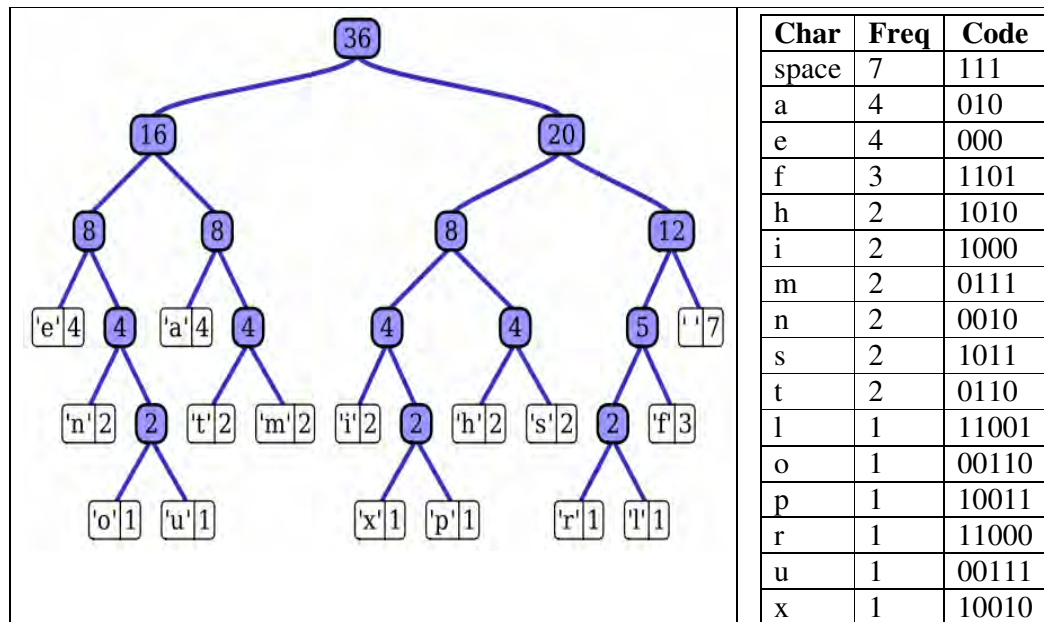 36
16 20
8 8 8 12
'e' 4 4 'a' 4 4 4 4 5 ' ' 7
'n' 2 2 't' 2 'm' 2 'i' 2 2 'h' 2 's' 2 2 'f' 3
'o' 1 'u' 1 'x' 1 'p' 1 'r' 1 'l' 1
Char Freq Code
space 7 111
a 4 010
e 4 000
f 3 1101
h 2 1010
i 2 1000
m 2 0111
n 2 0010
s 2 1011
t 2 0110
l 1 11001
o 1 00110
p 1 10011
r 1 11000
u 1 00111
x 1 10010